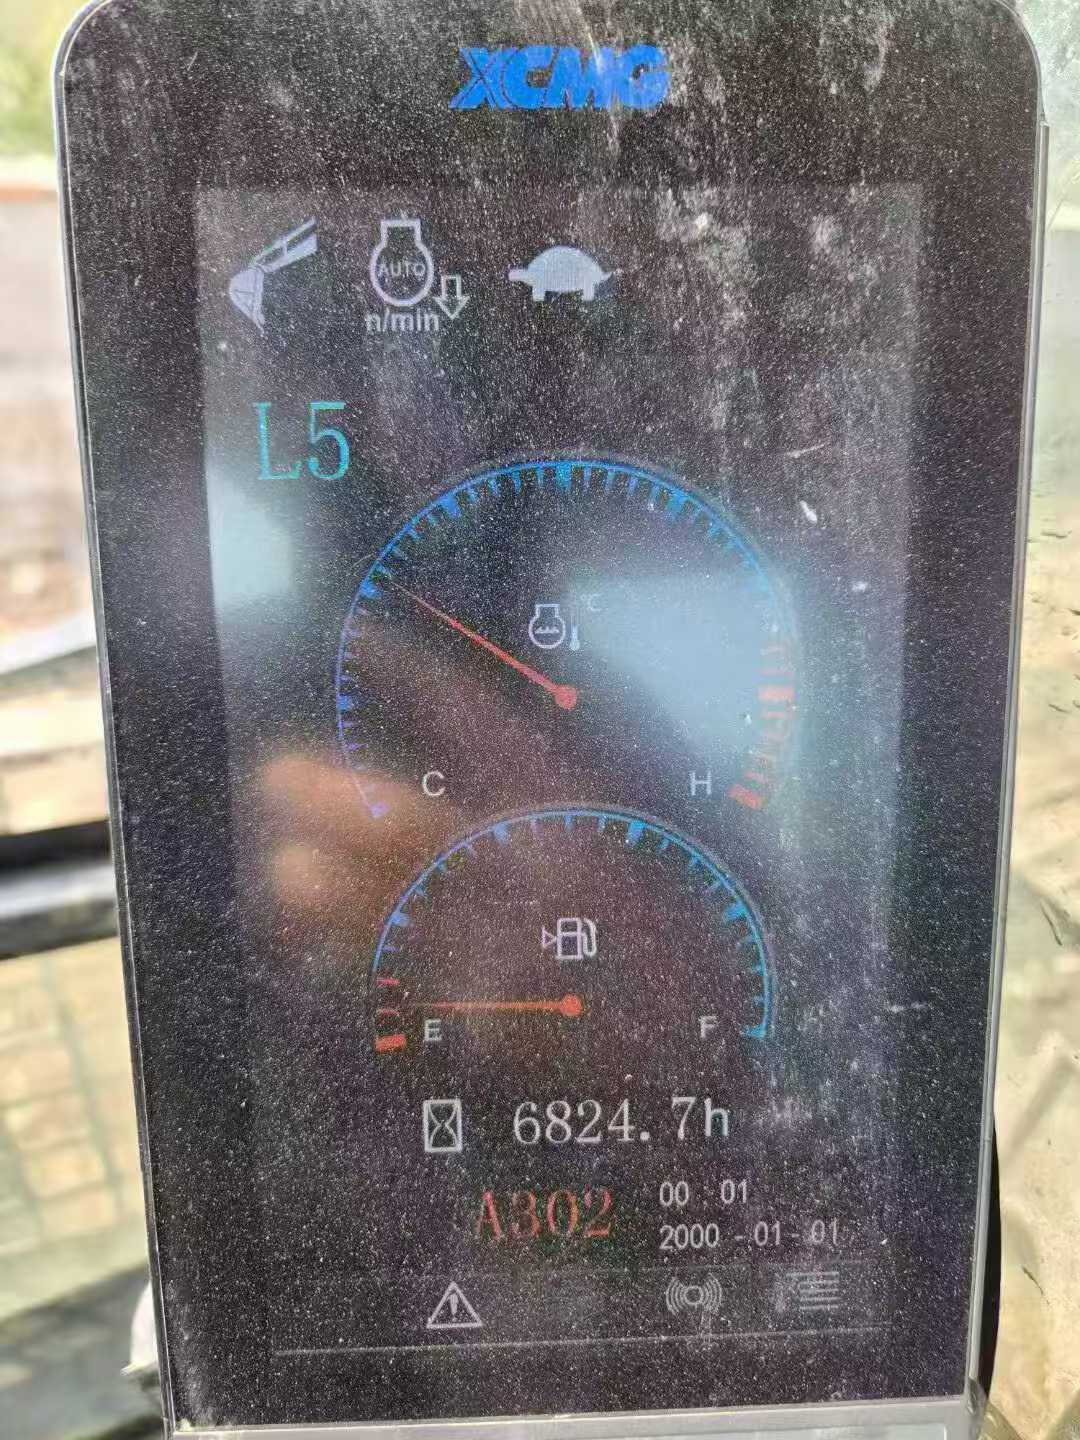 XCMG
AUTO
n/min
L5
℃
C
H
E
F
6824.7h
A302
00:01
2000-01-01